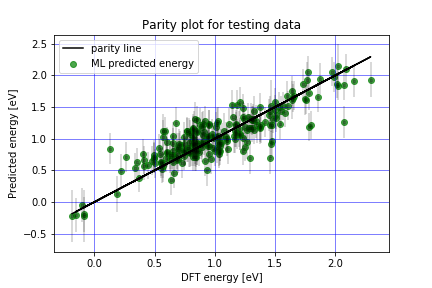 Parity plot for testing data
parity line
ML predicted energy
2.5
2.0
1.5
1.0
0.5
0.0
−0.5
Predicted energy [eV]
0.0 0.5 1.0 1.5 2.0
DFT energy [eV]